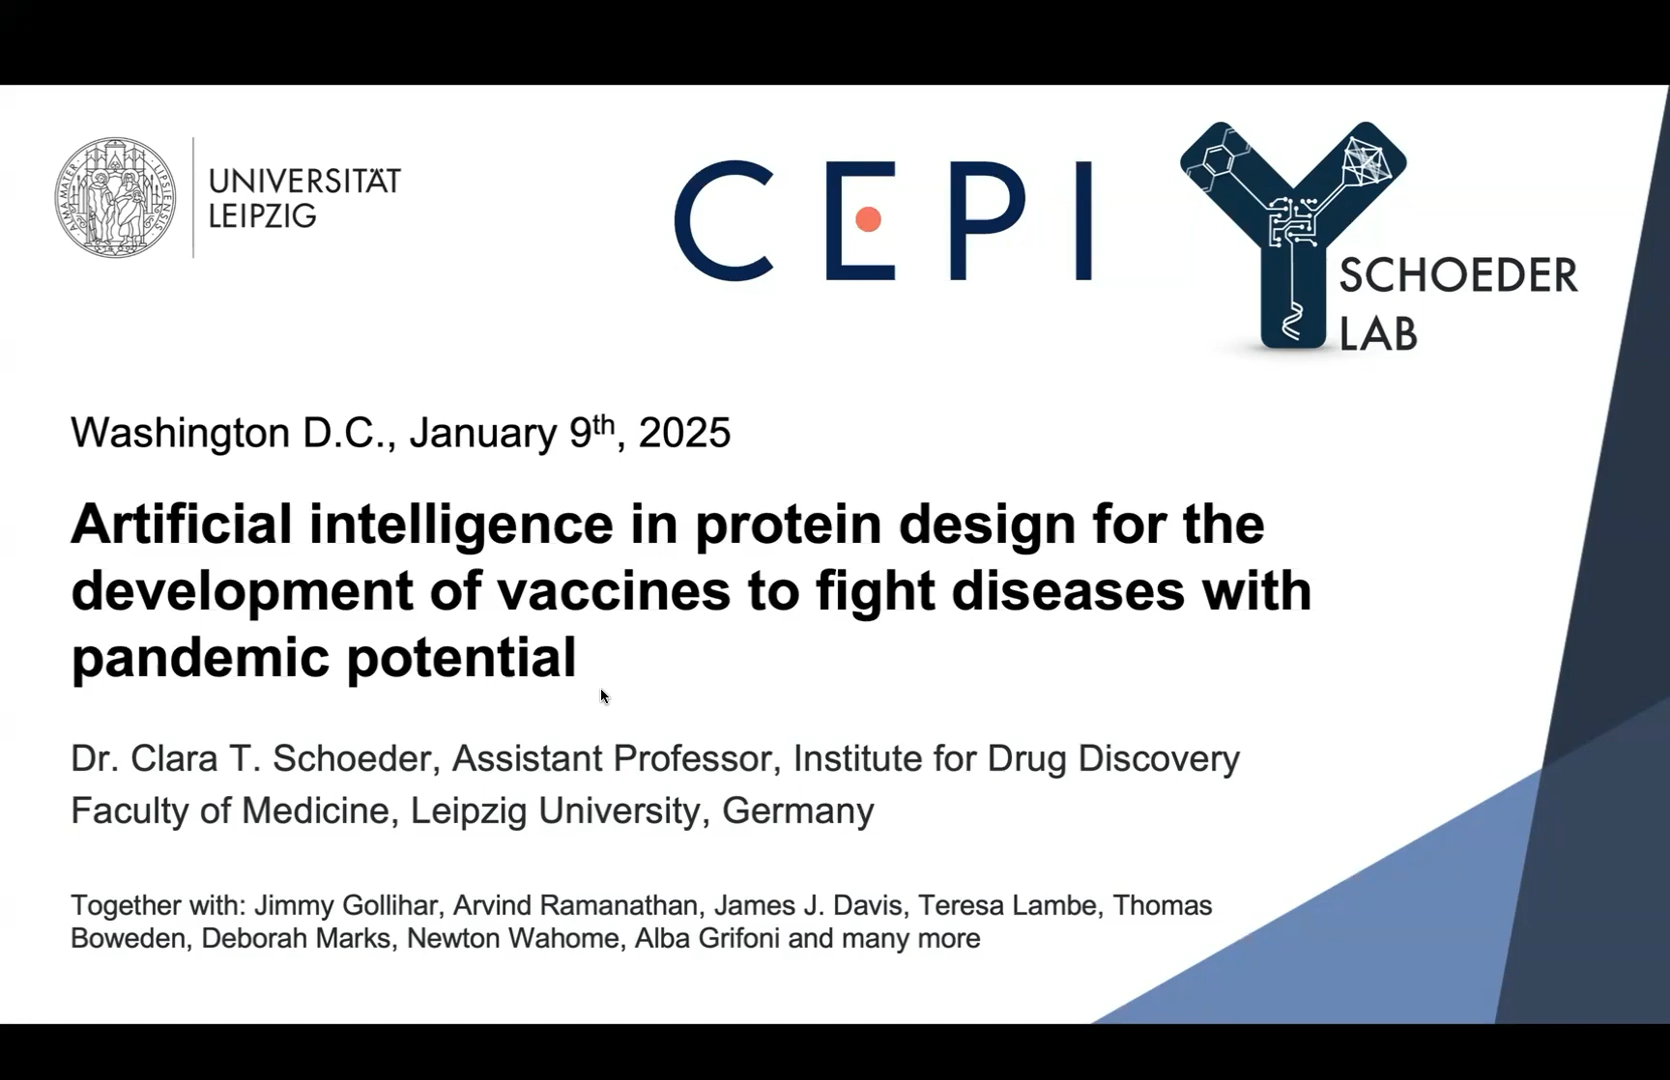 ALMA MATER LIPSIENSIS
UNIVERSITÄT
LEIPZIG
CEPI
SCHOEDER
LAB
Washington D.C., January 9th, 2025
Artificial intelligence in protein design for the
development of vaccines to fight diseases with
pandemic potential
Dr. Clara T. Schoeder, Assistant Professor, Institute for Drug Discovery
Faculty of Medicine, Leipzig University, Germany
Together with: Jimmy Gollihar, Arvind Ramanathan, James J. Davis, Teresa Lambe, Thomas
Boweden, Deborah Marks, Newton Wahome, Alba Grifoni and many more